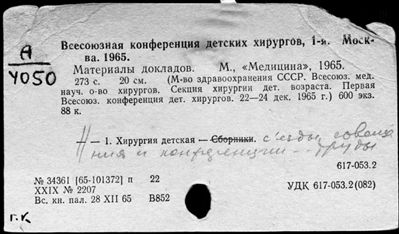 А
4050
Всесоюзная конференция детских хирургов, 1-я. Моск-
ва. 1965.
Материалы докладов. М., «Медицина», 1965.
273 с. 20 см. (М-во здравоохранения СССР. Всесоюз. мед.
науч. о-во хирургов. Секция хирургии дет. возраста. Первая
Всесоюз. конференция дет. хирургов. 22—24 дек. 1965 г.) 600 экз.
88 к.
— 1. Хирургия детская — Сборники. съезды, совеща
ния и конференции — труды
617-053.2
№ 34361 [65-101372] п 22
XXIX № 2207
УДК 617-053.2(082)
Вс. кн. пал. 28 XII 65 В852
г. К